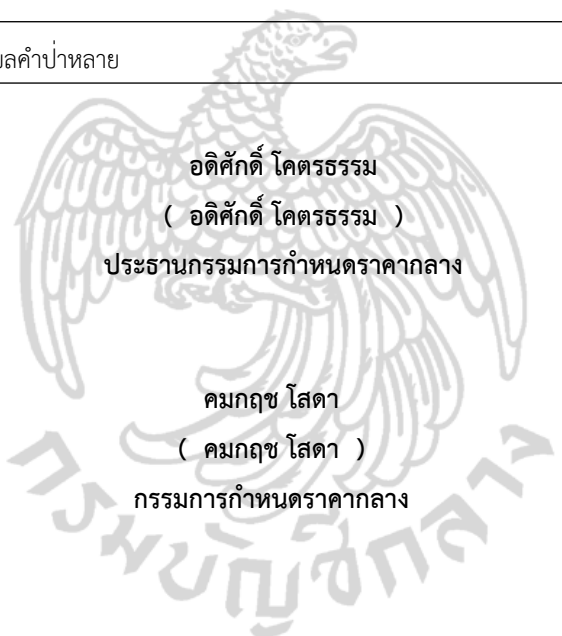 ลคำป่าหลาย
อดิศักดิ์ โคตรธรรม
( อดิศักดิ์ โคตรธรรม )
ประธานกรรมการกำหนดราคากลาง
คมกฤช โสดา
( คมกฤช โสดา )
กรรมการกำหนดราคากลาง
กรมบัญชีกลาง